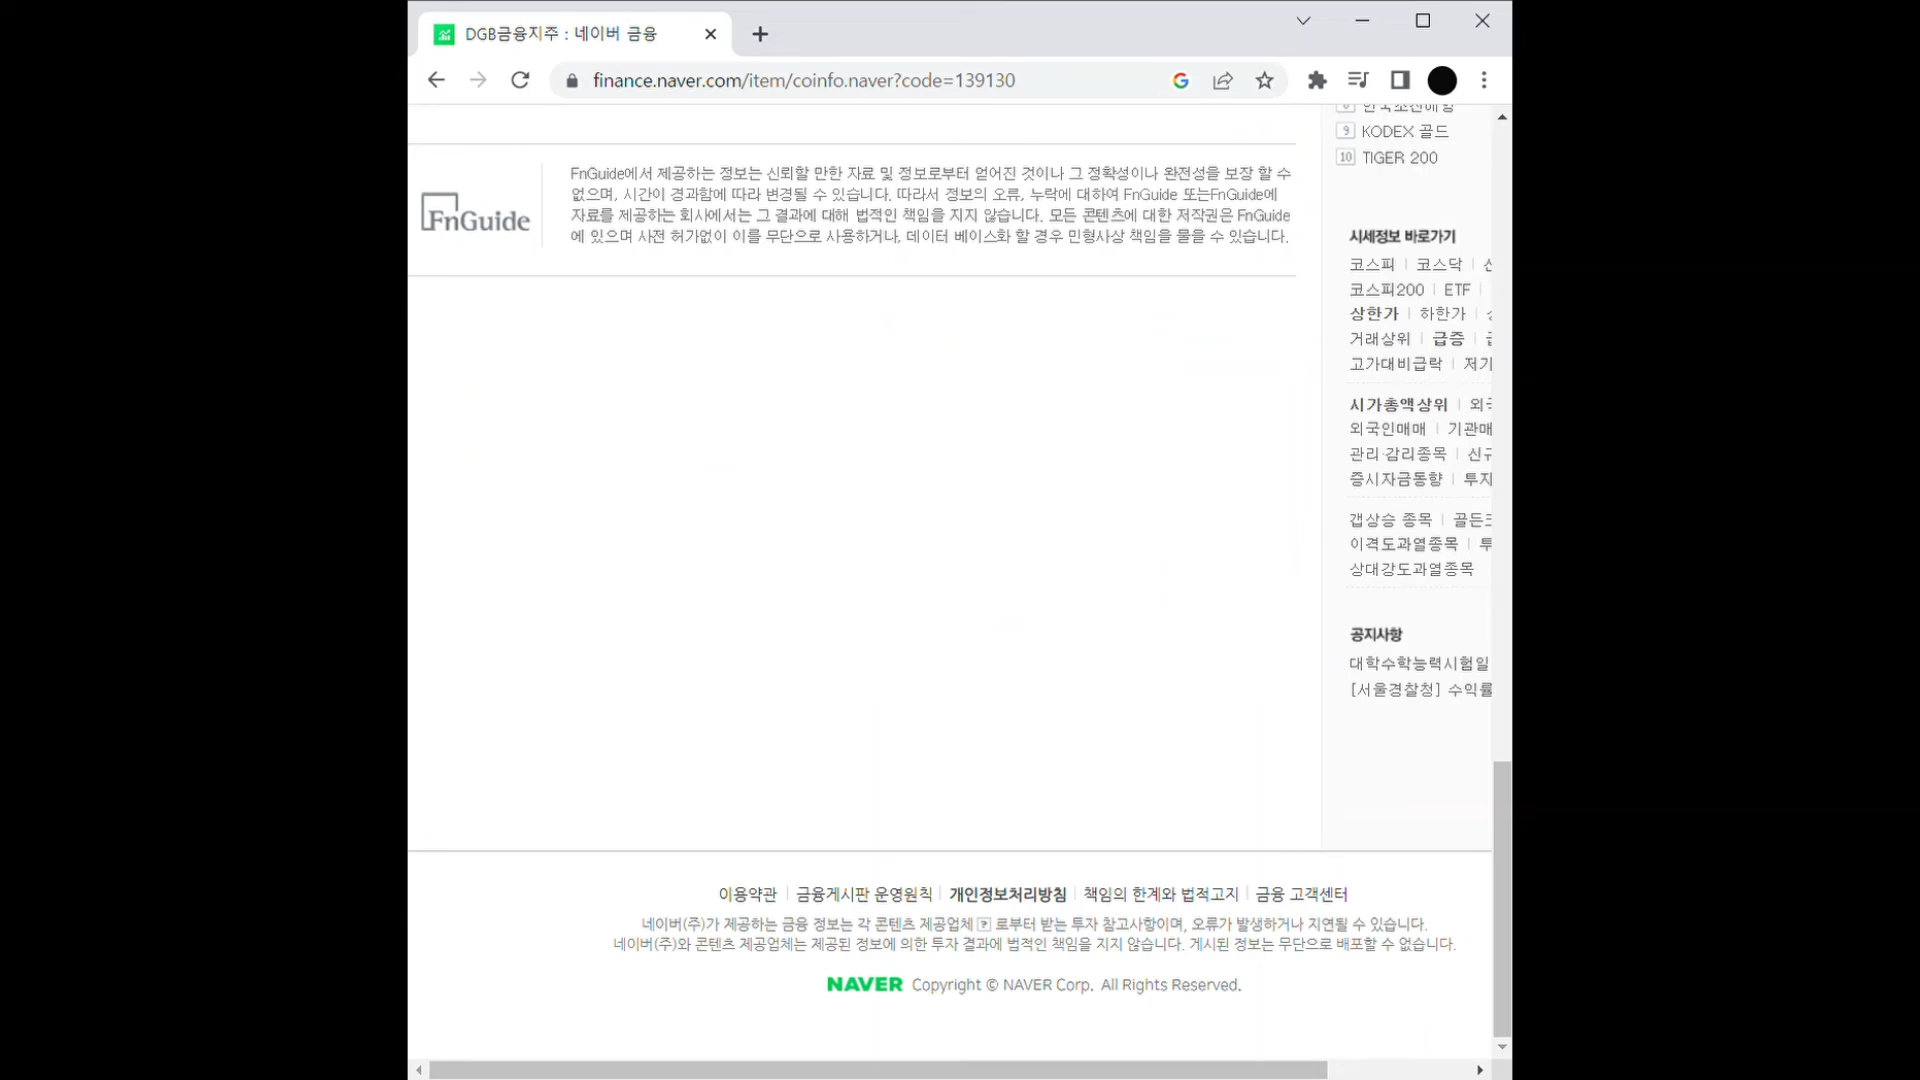 DGB금융지주 : 네이버 금융
finance.naver.com/item/coinfo.naver?code=139130
9 KODEX 골드
10 TIGER 200
FnGuide
FnGuide에서 제공하는 정보는 신뢰할 만한 자료 및 정보로부터 얻어진 것이나 그 정확성이나 완전성을 보장 할 수
없으며, 시간이 경과함에 따라 변경될 수 있습니다. 따라서 정보의 오류, 누락에 대하여 FnGuide 또는FnGuide에
자료를 제공하는 회사에서는 그 결과에 대해 법적인 책임을 지지 않습니다. 모든 콘텐츠에 대한 저작권은 FnGuide
에 있으며 사전 허가없이 이를 무단으로 사용하거나, 데이터 베이스화 할 경우 민형사상 책임을 물을 수 있습니다.
시세정보 바로가기
코스피 | 코스닥 |
코스피200 | ETF |
상한가 | 하한가 |
거래상위 | 급증 |
고가대비급락 |
시가총액상위 |
외국인매매 |
관리·감리종목 |
증시자금동향 |
갭상승 종목 |
이격도과열종목 |
상대강도과열종목
공지사항
대학수학능력시험일
[서울경찰청] 수익률
이용약관 | 금융게시판 운영원칙 | 개인정보처리방침 | 책임의 한계와 법적고지 | 금융 고객센터
네이버(주)가 제공하는 금융 정보는 각 콘텐츠 제공업체 ? 로부터 받는 투자 참고사항이며, 오류가 발생하거나 지연될 수 있습니다.
네이버(주)와 콘텐츠 제공업체는 제공된 정보에 의한 투자 결과에 법적인 책임을 지지 않습니다. 게시된 정보는 무단으로 배포할 수 없습니다.
NAVER Copyright © NAVER Corp. All Rights Reserved.